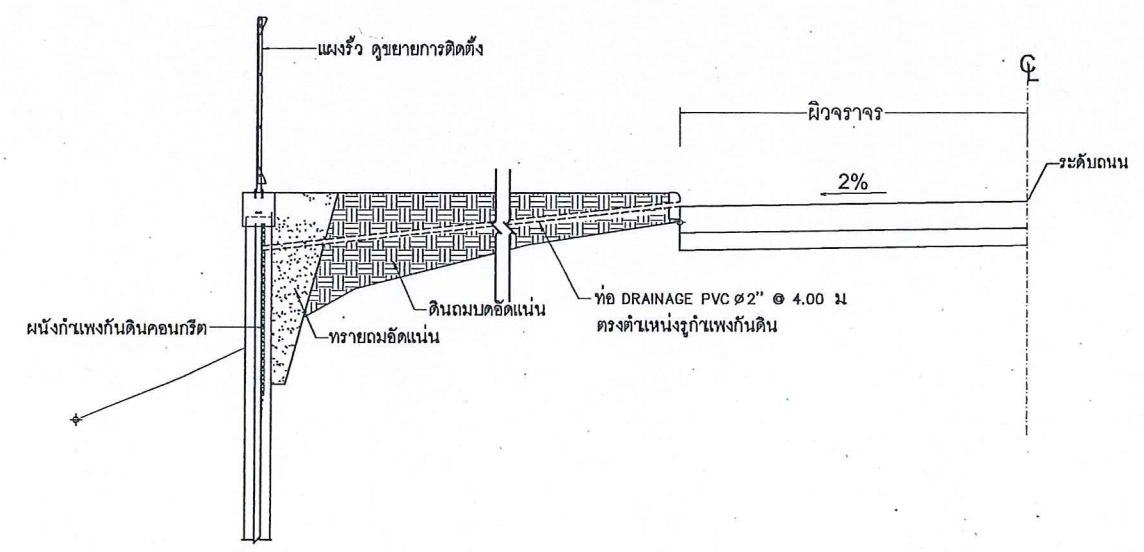 แผงรั้ว ดูขยายการติดตั้ง
℄
ผิวจราจร
ระดับถนน
2%
ท่อ DRAINAGE PVC ø2" @ 4.00 ม
ตรงตำแหน่งรูกำแพงกันดิน
ดินถมบดอัดแน่น
ผนังกำแพงกันดินคอนกรีต
ทรายถมอัดแน่น